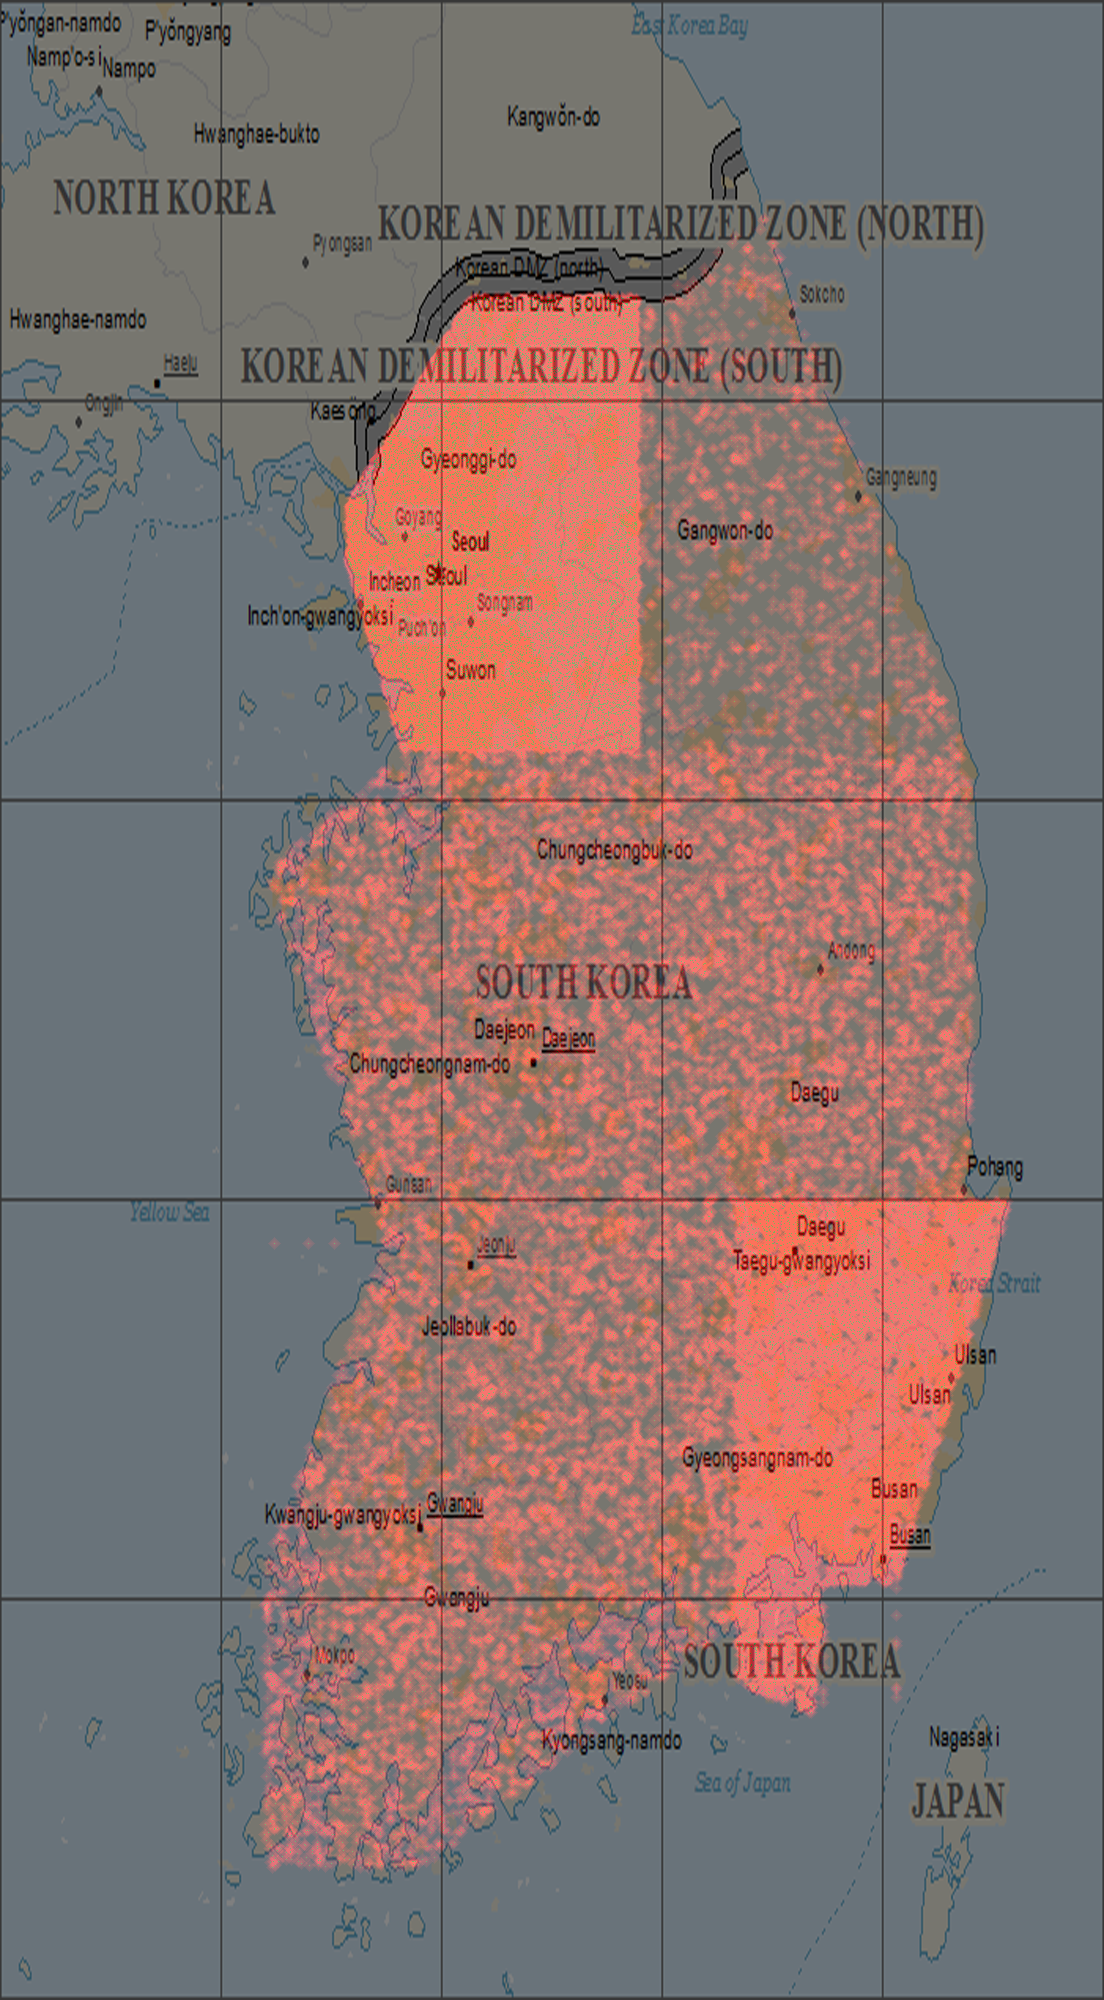 East Korea Bay
P'yŏngan-namdo
P'yŏngyang
Namp'o-si
Nampo
Kangwŏn-do
Hwanghae-bukto
NORTH KOREA
KOREAN DEMILITARIZED ZONE (NORTH)
Pyongsan
Korean DMZ (north)
Sokcho
Korean DMZ (south)
Hwanghae-namdo
KOREAN DEMILITARIZED ZONE (SOUTH)
Haeju
Ongjin
Kaesŏng
Gyeonggi-do
Gangneung
Goyang
Gangwon-do
Seoul
Incheon
Seoul
Songnam
Inch'on-gwangyoksi
Puch'on
Suwon
Chungcheongbuk-do
Andong
SOUTH KOREA
Daejeon
Daejeon
Chungcheongnam-do
Daegu
Pohang
Gunsan
Yellow Sea
Daegu
Jeonju
Taegu-gwangyoksi
Korea Strait
Jeollabuk-do
Ulsan
Ulsan
Gyeongsangnam-do
Busan
Gwangju
Kwangju-gwangyoksi
Busan
Gwangju
Mokpo
SOUTH KOREA
Yeosu
Kyongsang-namdo
Nagasaki
Sea of Japan
JAPAN